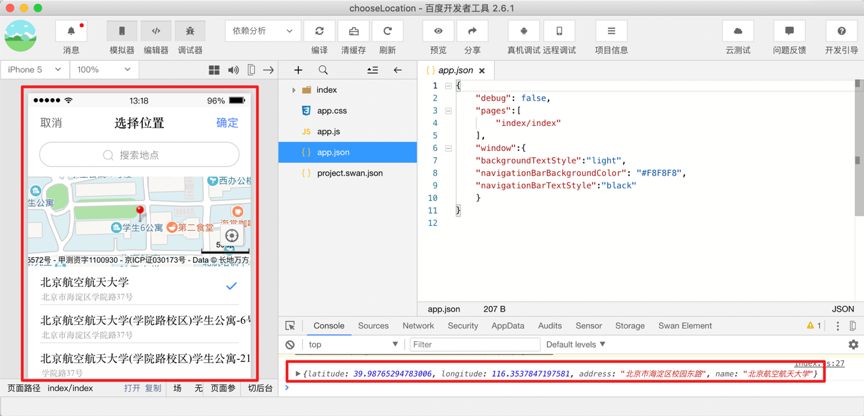 chooseLocation - 百度开发者工具 2.6.1
消息
模拟器 编辑器 调试器
依赖分析
编译 清缓存 刷新
预览 分享
真机调试 远程调试
项目信息
云测试 问题反馈 开发引导
iPhone 5 100%
13:18 96%
取消 选择位置 确定
搜索地点
西办公楼
生公寓
学生6公寓
第二食堂
6572号 - 甲测资字1100930 - 京ICP证030173号 - Data © 长地万方
北京航空航天大学
北京市海淀区学院路37号
北京航空航天大学(学院路校区)学生公寓-6号
北京市海淀区学院路37号
北京航空航天大学(学院路校区)学生公寓-21
学院路37号
页面路径 index/index 打开 复制 场 无 页面参 切后台
index
app.css
JS app.js
{ } app.json
{ } project.swan.json
{ } app.json ×
1 {
2 "debug": false,
3 "pages":[
4 "index/index"
5 ],
6 "window":{
7 "backgroundTextStyle":"light",
8 "navigationBarBackgroundColor": "#F8F8F8",
9 "navigationBarTextStyle":"black"
10 }
11 }
12
app.json 207 B JSON
Console Sources Network Security AppData Audits Sensor Storage Swan Element 1
top Filter Default levels
index.js:27
{latitude: 39.98765294783006, longitude: 116.3537847197581, address: "北京市海淀区校园东路", name: "北京航空航天大学"}